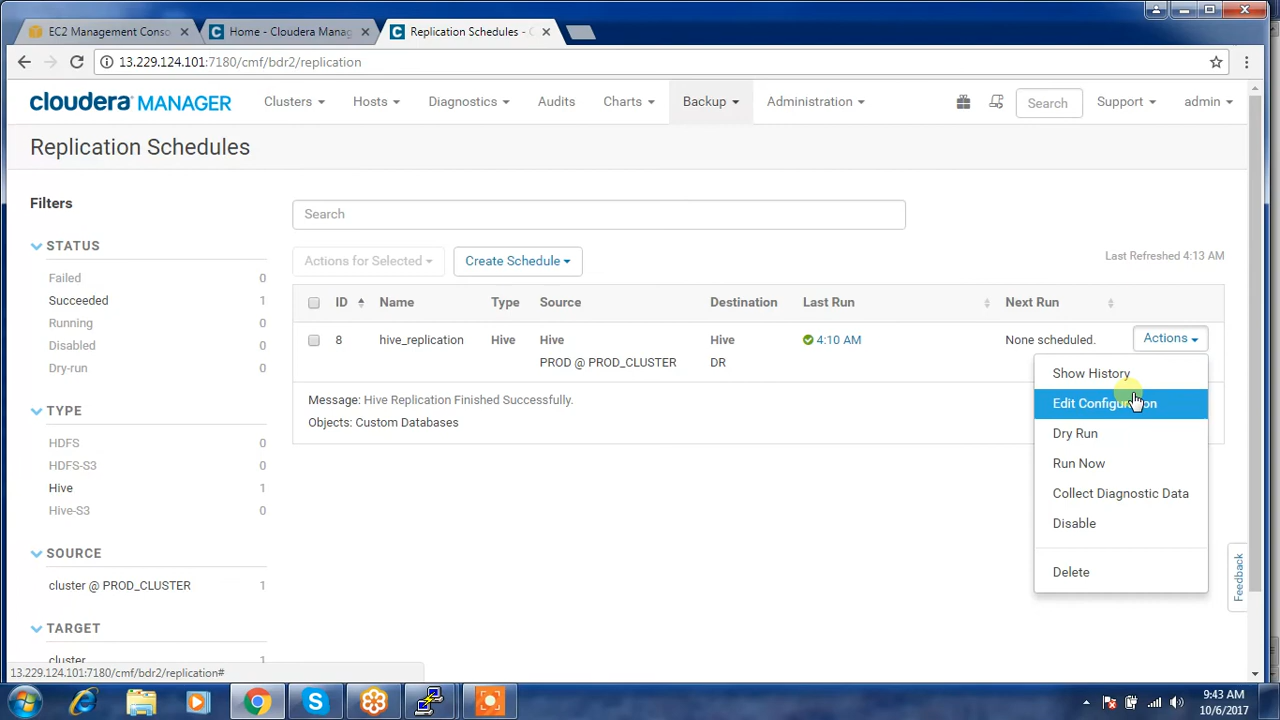 EC2 Management Conso
Home - Cloudera Manag
Replication Schedules - C
13.229.124.101:7180/cmf/bdr2/replication
cloudera MANAGER
Clusters
Hosts
Diagnostics
Audits
Charts
Backup
Administration
Search
Support
admin
Replication Schedules
Filters
STATUS
Failed 0
Succeeded 1
Running 0
Disabled 0
Dry-run 0
TYPE
HDFS 0
HDFS-S3 0
Hive 1
Hive-S3 0
SOURCE
cluster @ PROD_CLUSTER 1
TARGET
cluster 1
Search
Actions for Selected
Create Schedule
Last Refreshed 4:13 AM
ID Name Type Source Destination Last Run Next Run
8 hive_replication Hive Hive Hive 4:10 AM None scheduled. Actions
PROD @ PROD_CLUSTER DR
Message: Hive Replication Finished Successfully.
Objects: Custom Databases
Show History
Edit Configuration
Dry Run
Run Now
Collect Diagnostic Data
Disable
Delete
Feedback
13.229.124.101:7180/cmf/bdr2/replication#
9:43 AM
10/6/2017